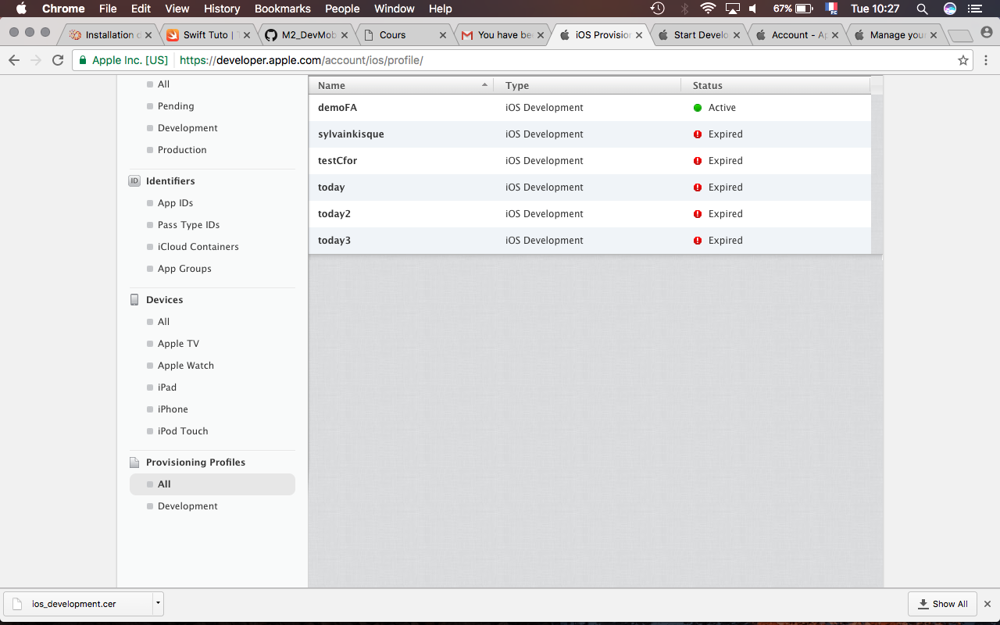 Chrome File Edit View History Bookmarks People Window Help 67% PC Tue 10:27
Installation d Swift Tuto | T M2_DevMob Cours You have be iOS Provision Start Develo Account - Ap Manage your
Apple Inc. [US] https://developer.apple.com/account/ios/profile/
All
Pending
Development
Production
ID Identifiers
App IDs
Pass Type IDs
iCloud Containers
App Groups
Devices
All
Apple TV
Apple Watch
iPad
iPhone
iPod Touch
Provisioning Profiles
All
Development
Name Type Status
demoFA iOS Development Active
sylvainkisque iOS Development Expired
testCfor iOS Development Expired
today iOS Development Expired
today2 iOS Development Expired
today3 iOS Development Expired
ios_development.cer Show All